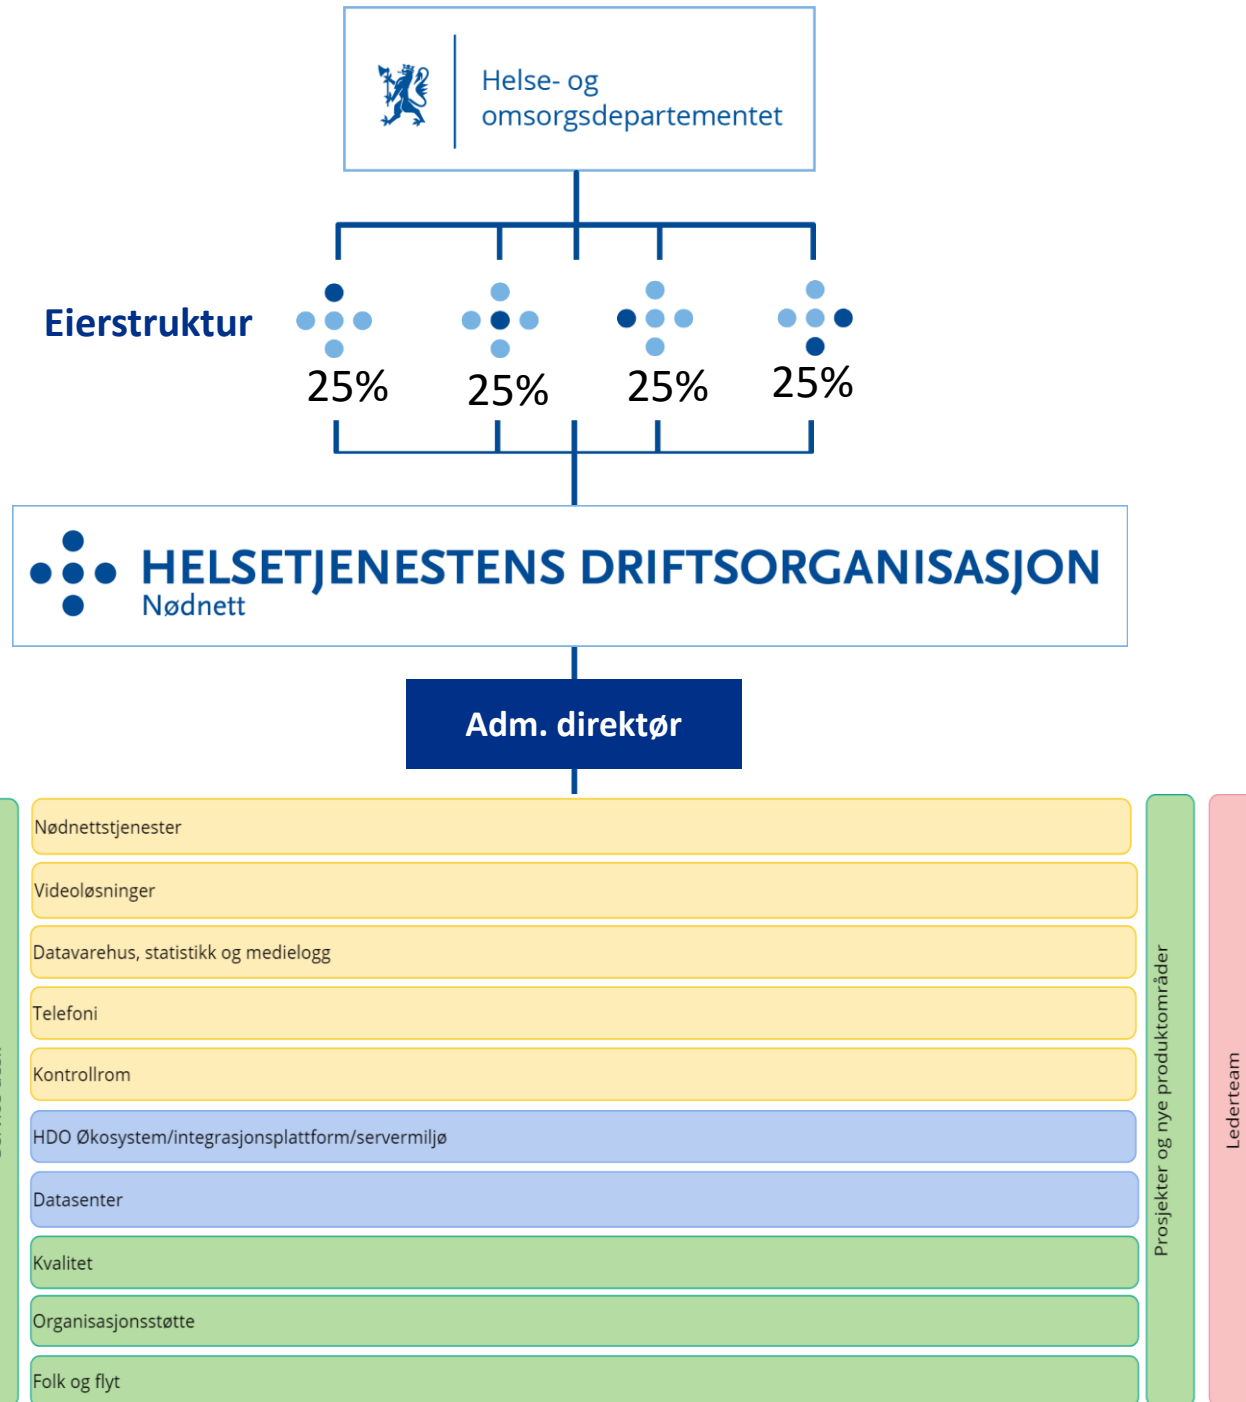 Helse- og
omsorgsdepartementet
Eierstruktur
25%
25%
25%
25%
HELSETJENESTENS DRIFTSORGANISASJON
Nødnett
Adm. direktør
Nødnettstjenester
Videoløsninger
Datavarehus, statistikk og medielogg
Telefoni
Kontrollrom
HDO Økosystem/integrasjonsplattform/servermiljø
Datasenter
Kvalitet
Organisasjonsstøtte
Folk og flyt
Prosjekter og nye produktområder
Lederteam